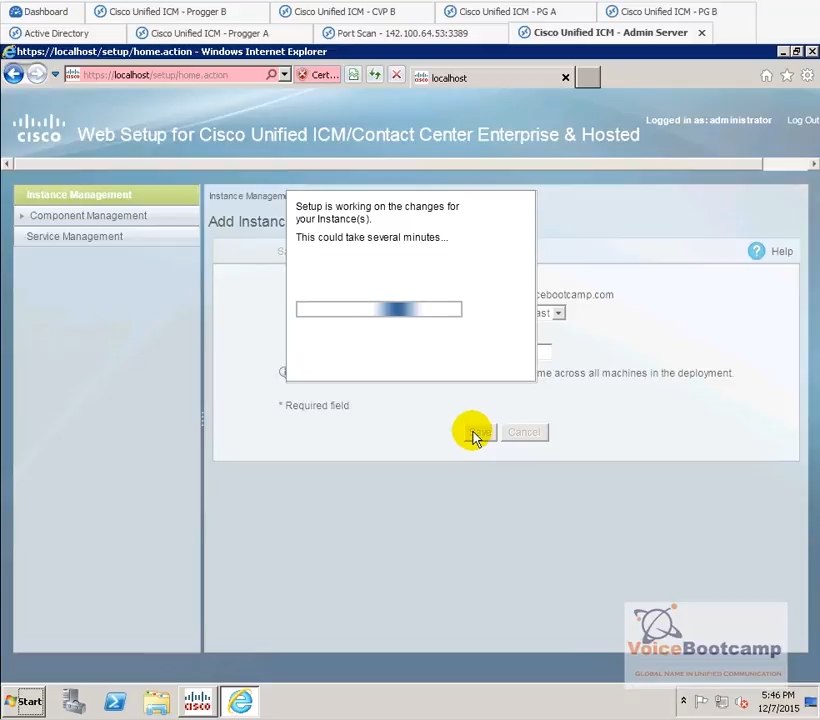 Dashboard
Cisco Unified ICM - Progger B
Cisco Unified ICM - CVP B
Cisco Unified ICM - PG A
Cisco Unified ICM - PG B
Active Directory
Cisco Unified ICM - Progger A
Port Scan - 142.100.64.53:3389
Cisco Unified ICM - Admin Server
https://localhost/setup/home.action - Windows Internet Explorer
https://localhost/setup/home.action
Cert...
localhost
cisco
Web Setup for Cisco Unified ICM/Contact Center Enterprise & Hosted
Logged in as: administrator
Log Out
Instance Management
Component Management
Service Management
Instance Managem
Add Instanc
Setup is working on the changes for
your Instance(s).
This could take several minutes...
Help
cebootcamp.com
ast
me across all machines in the deployment.
* Required field.
Cancel
VoiceBootcamp
GLOBAL NAME IN UNIFIED COMMUNICATION
Start
cisco
5:46 PM
12/7/2015